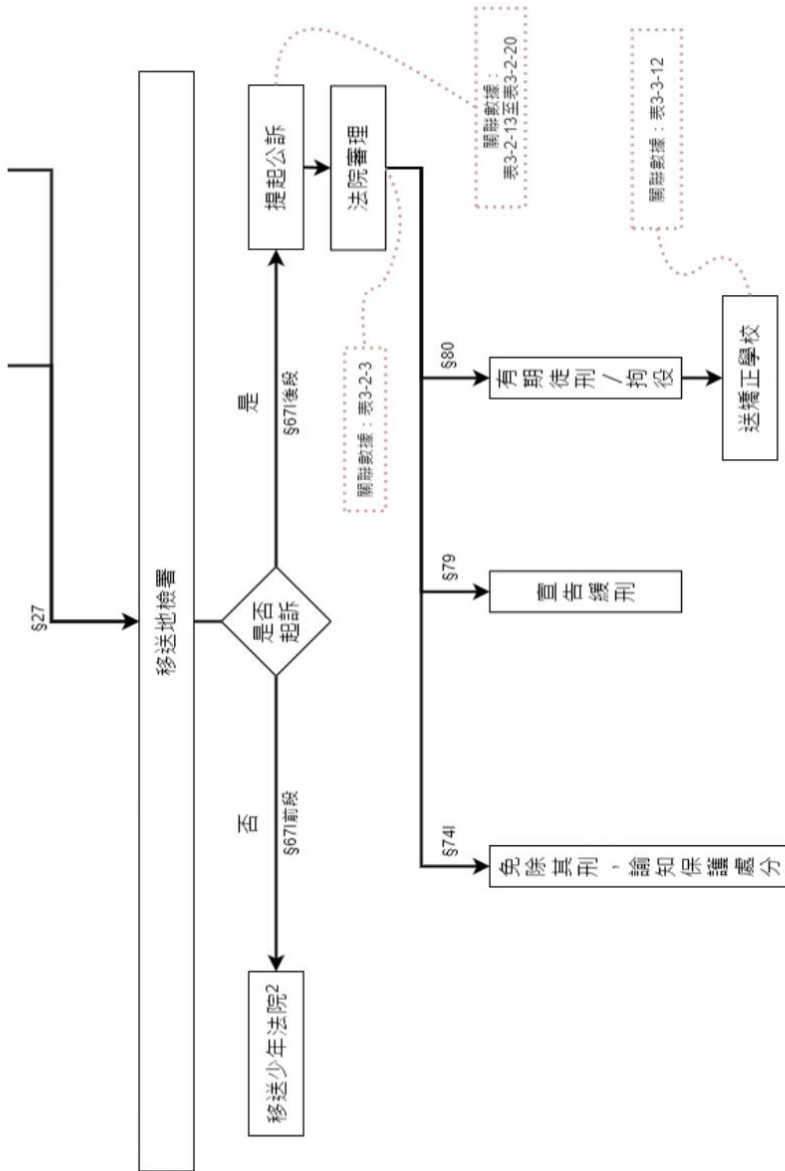 §27
移送地檢署
是否
起訴
否
§67I前段
移送少年法院2
是
§67I後段
提起公訴
關聯數據：
表3-2-13至表3-2-20
法院審理
關聯數據：表3-2-3
§74I
免除其刑，諭知保護處分
§79
宣告緩刑
§80
有期徒刑/拘役
送矯正學校
關聯數據：表3-3-12